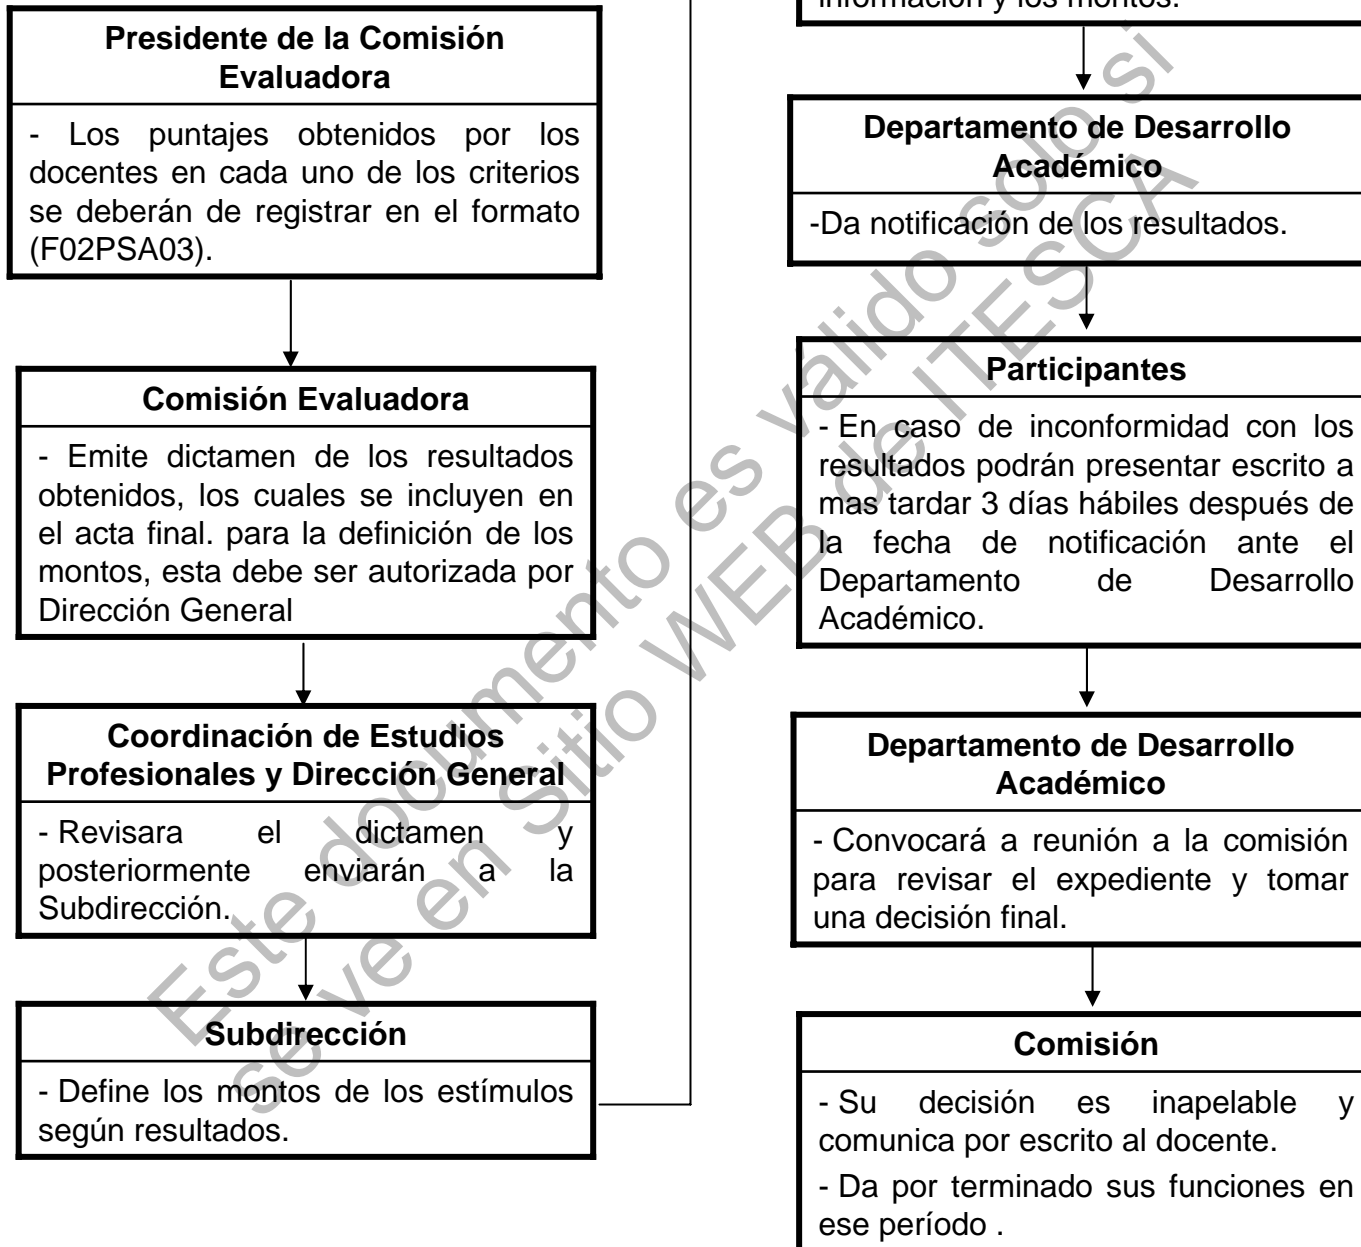 Presidente de la Comisión
Evaluadora
- Los puntajes obtenidos por los
docentes en cada uno de los criterios
se deberán de registrar en el formato
(F02PSA03).
Comisión Evaluadora
- Emite dictamen de los resultados
obtenidos, los cuales se incluyen en
el acta final. para la definición de los
montos, esta debe ser autorizada por
Dirección General
Coordinación de Estudios
Profesionales y Dirección General
- Revisara el dictamen y
posteriormente enviarán a la
Subdirección.
Subdirección
- Define los montos de los estímulos
según resultados.
información y los montos.
Departamento de Desarrollo
Académico
-Da notificación de los resultados.
Participantes
- En caso de inconformidad con los
resultados podrán presentar escrito a
mas tardar 3 días hábiles después de
la fecha de notificación ante el
Departamento de Desarrollo
Académico.
Departamento de Desarrollo
Académico
- Convocará a reunión a la comisión
para revisar el expediente y tomar
una decisión final.
Comisión
- Su decisión es inapelable y
comunica por escrito al docente.
- Da por terminado sus funciones en
ese período .
Este documento es válido solo si
se ve en Sitio WEB de ITESCA